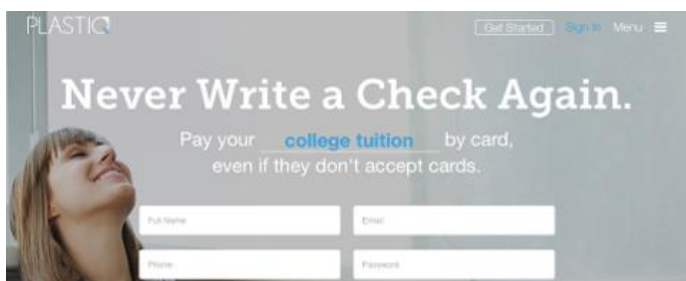 PLASTIQ
Get Started Sign In Menu
Never Write a Check Again.
Pay your college tuition by card,
even if they don't accept cards.
Full Name Email
Phone Password